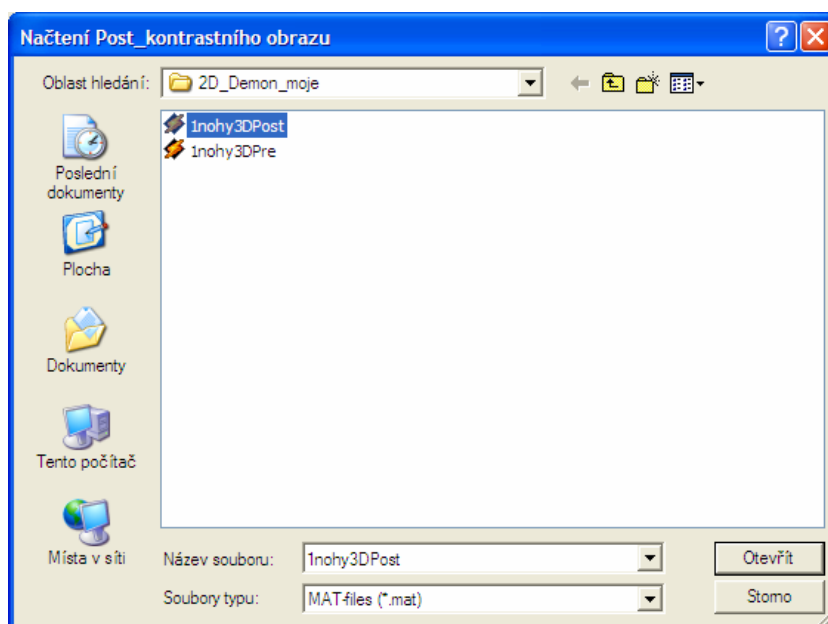 Načtení Post_kontrastního obrazu
Oblast hledání:
2D_Demon_moje
1nohy3DPost
1nohy3DPre
Poslední
dokumenty
Plocha
Dokumenty
Tento počítač
Místa v síti
Název souboru:
1nohy3DPost
Otevřít
Soubory typu:
MAT-files (*.mat)
Storno